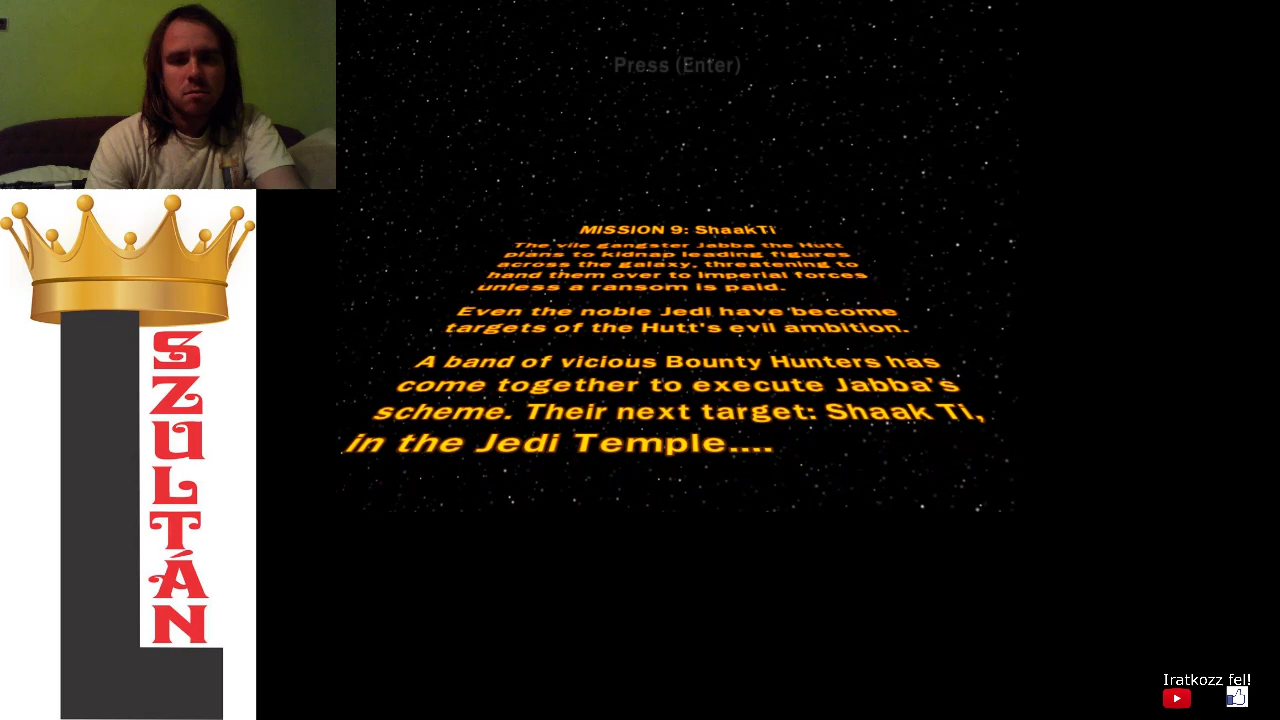 Press (Enter)
MISSION 9: ShaakTi
The vile gangster Jabba the Hutt
plans to kidnap leading figures
across the galaxy, threatening to
hand them over to Imperial forces
unless a ransom is paid.
Even the noble Jedi have become
targets of the Hutt's evil ambition.
A band of vicious Bounty Hunters has
come together to execute Jabba's
scheme. Their next target: Shaak Ti,
in the Jedi Temple....
L
SZULTÁN
Iratkozz fel!